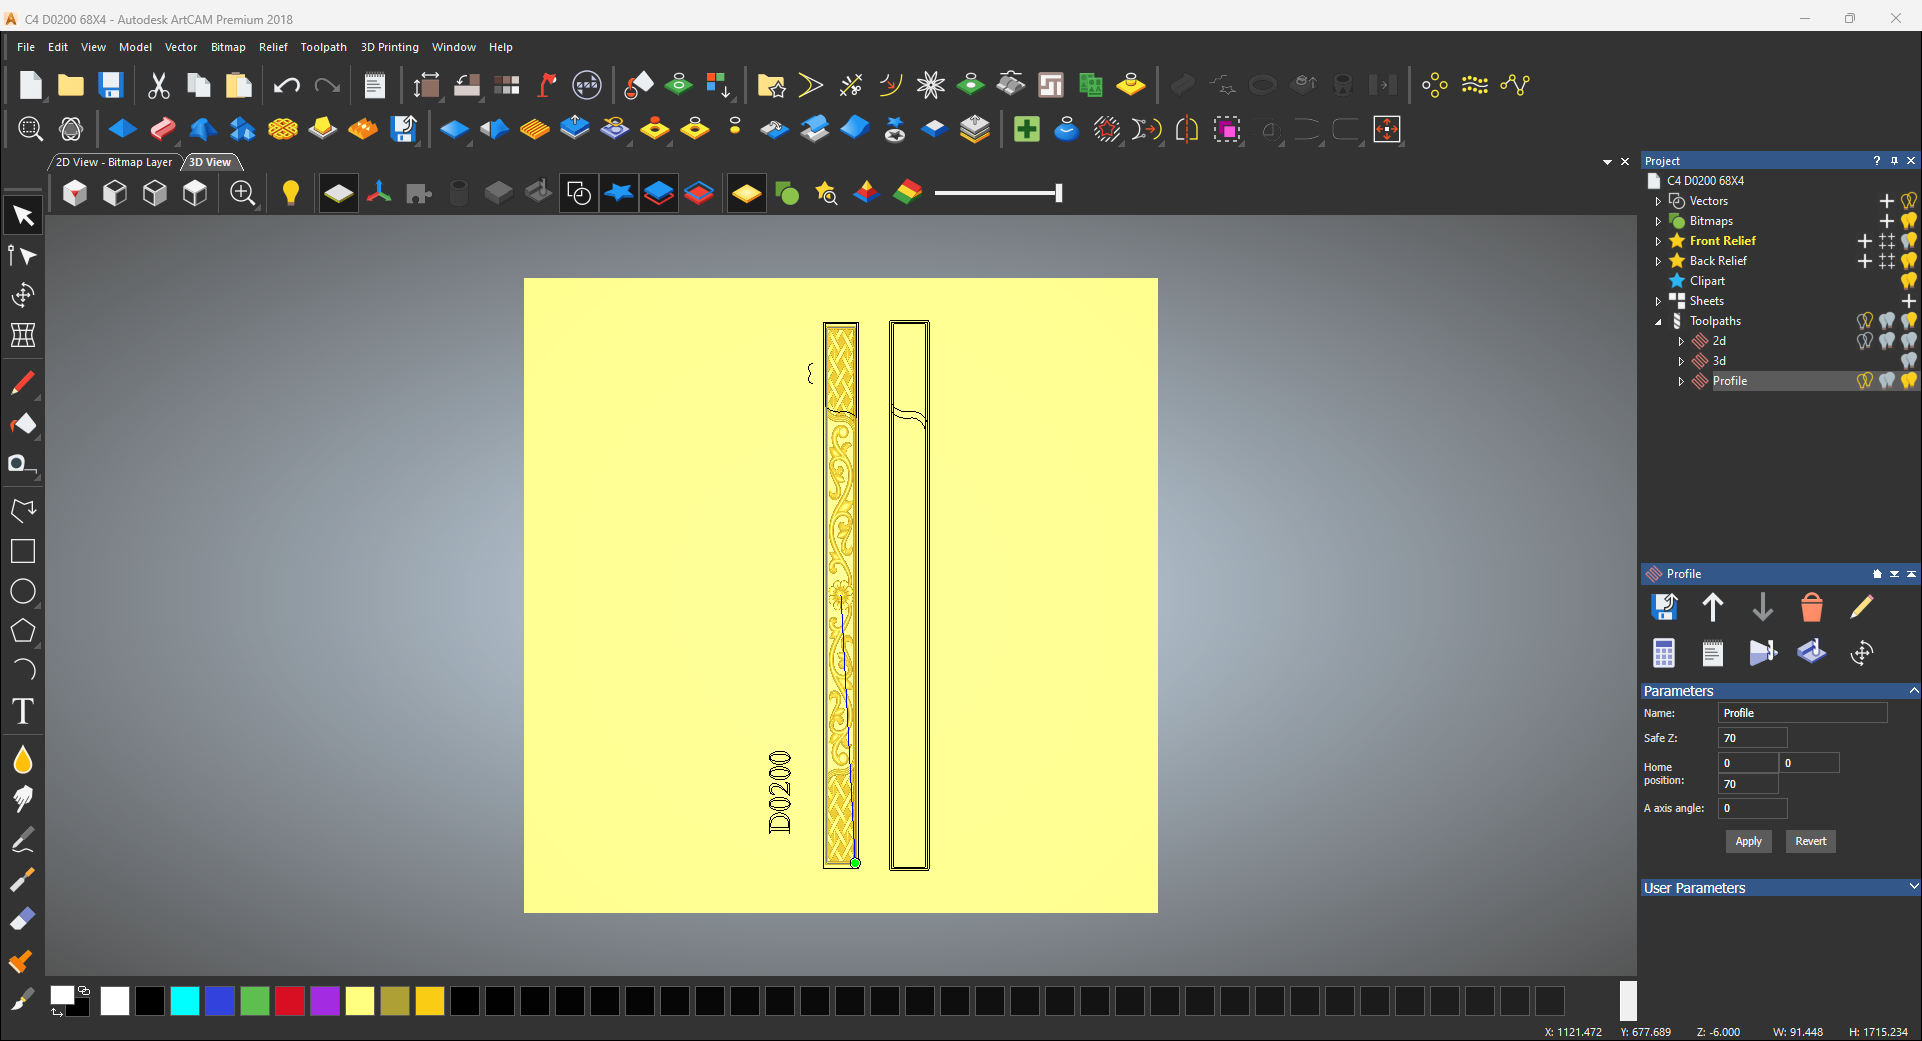 C4 D0200 68X4 - Autodesk ArtCAM Premium 2018
File Edit View Model Vector Bitmap Relief Toolpath 3D Printing Window Help
2D View - Bitmap Layer 3D View
D0200
Project ?
C4 D0200 68X4
Vectors
Bitmaps
Front Relief
Back Relief
Clipart
Sheets
Toolpaths
2d
3d
Profile
Profile
Parameters
Name: Profile
Safe Z: 70
Home position: 0 0
70
A axis angle: 0
Apply Revert
User Parameters
X: 1121.472 Y: 677.689 Z: -6.000 W: 91.448 H: 1715.234